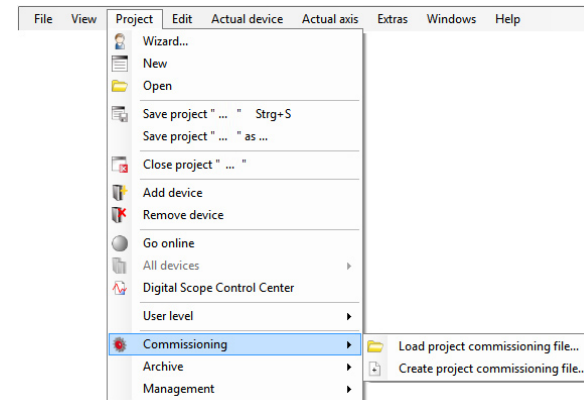 File View Project Edit Actual device Actual axis Extras Windows Help
Wizard...
New
Open
Save project " ... " Strg+S
Save project " ... " as ...
Close project " ... "
Add device
Remove device
Go online
All devices
Digital Scope Control Center
User level
Commissioning
Load project commissioning file...
Create project commissioning file...
Archive
Management